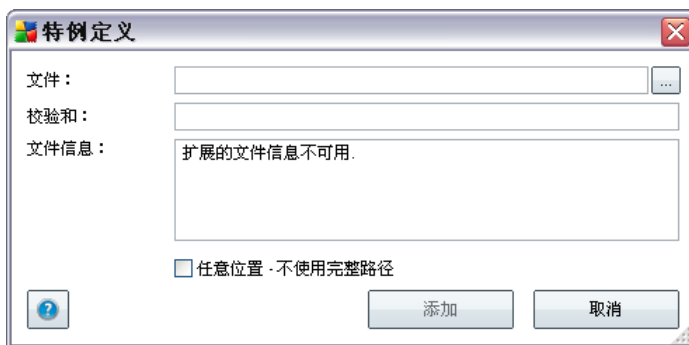 特例定义
文件：
...
校验和：
文件信息：
扩展的文件信息不可用.
任意位置 - 不使用完整路径
?
添加
取消